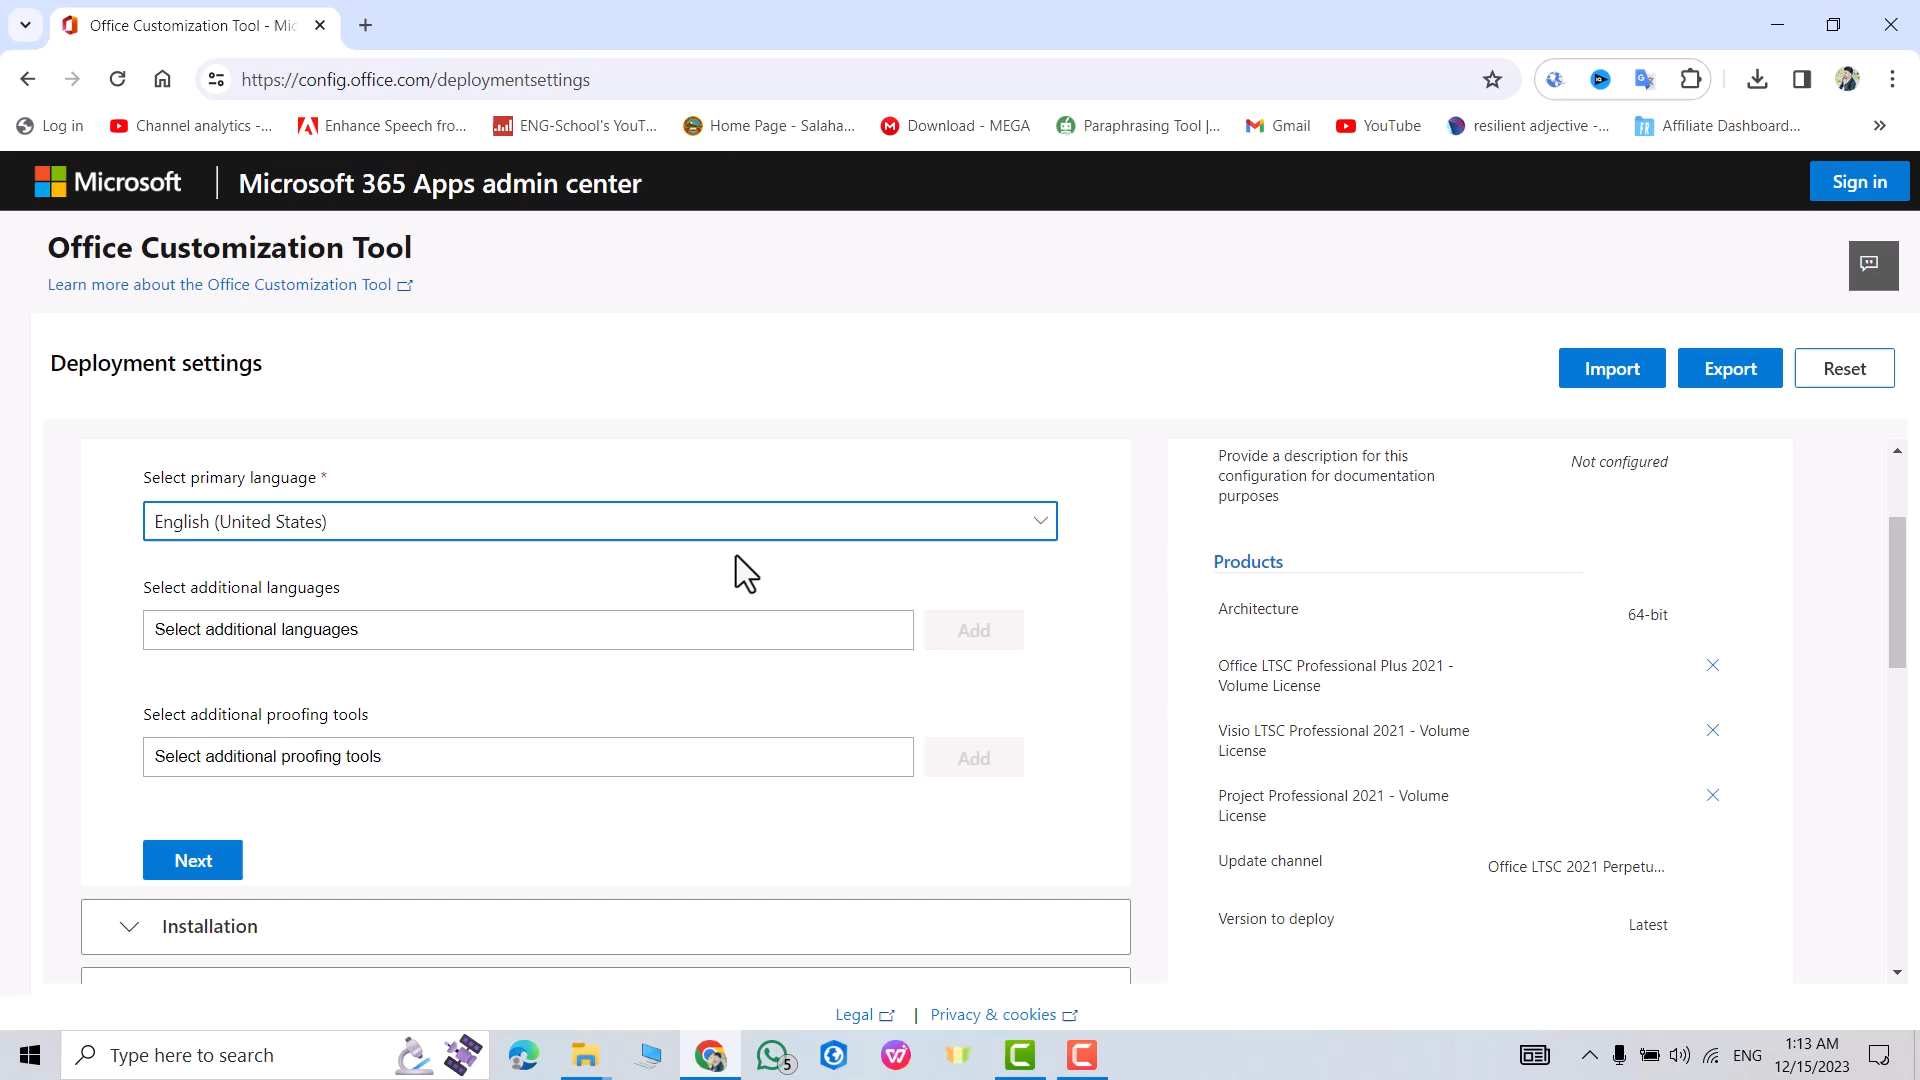 Office Customization Tool - Mic
https://config.office.com/deploymentsettings
Log in
Channel analytics -...
Enhance Speech fro...
ENG-School's YouT...
Home Page - Salaha...
Download - MEGA
Paraphrasing Tool |...
Gmail
YouTube
resilient adjective -...
Affiliate Dashboard...
Microsoft
Microsoft 365 Apps admin center
Sign in
Office Customization Tool
Learn more about the Office Customization Tool
Deployment settings
Import
Export
Reset
Select primary language *
English (United States)
Select additional languages
Select additional languages
Add
Select additional proofing tools
Select additional proofing tools
Add
Next
Installation
Provide a description for this
configuration for documentation
purposes
Not configured
Products
Architecture
64-bit
Office LTSC Professional Plus 2021 -
Volume License
Visio LTSC Professional 2021 - Volume
License
Project Professional 2021 - Volume
License
Update channel
Office LTSC 2021 Perpetu...
Version to deploy
Latest
Legal
|
Privacy & cookies
Type here to search
5
ENG
1:13 AM
12/15/2023